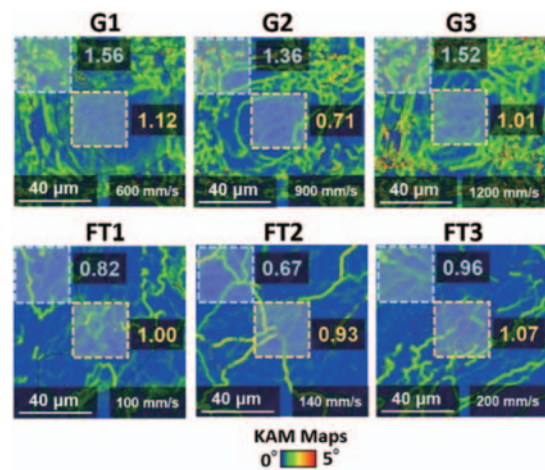 G1 G2 G3
1.56 1.36 1.52
1.12 0.71 1.01
40 µm 600 mm/s 40 µm 900 mm/s 40 µm 1200 mm/s
FT1 FT2 FT3
0.82 0.67 0.96
1.00 0.93 1.07
40 µm 100 mm/s 40 µm 140 mm/s 40 µm 200 mm/s
KAM Maps
0° 5°